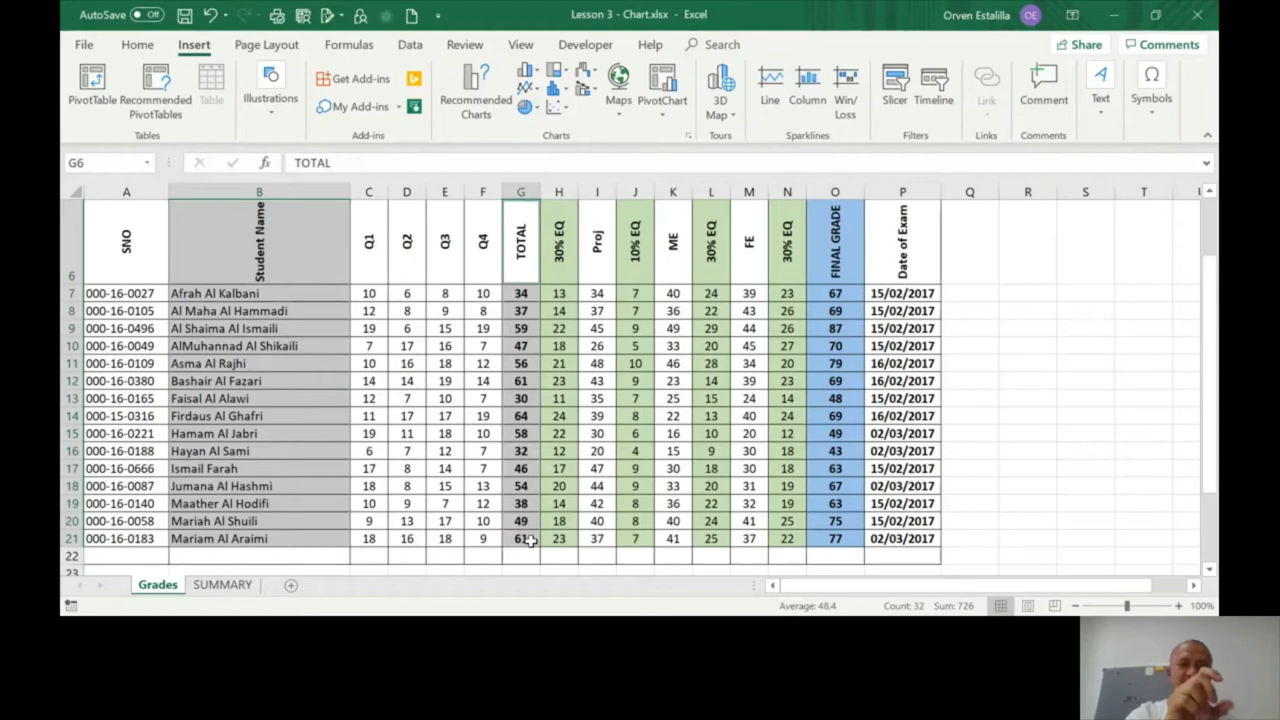 AutoSave Off Lesson 3 - Chart.xlsx - Excel Orven Estalilla OE
File Home Insert Page Layout Formulas Data Review View Developer Help Search Share Comments
PivotTable Recommended PivotTables Table Illustrations Get Add-ins My Add-ins Recommended Charts Maps PivotChart 3D Map Line Column Win/Loss Slicer Timeline Link Comment Text Symbols
Tables Add-ins Charts Tours Sparklines Filters Links Comments
G6 fx TOTAL
A B C D E F G H I J K L M N O P Q R S T
6 SNO Student Name Q1 Q2 Q3 Q4 TOTAL 30% EQ Proj 10% EQ ME 30% EQ FE 30% EQ FINAL GRADE Date of Exam
7 000-16-0027 Afrah Al Kalbani 10 6 8 10 34 13 34 7 40 24 39 23 67 15/02/2017
8 000-16-0105 Al Maha Al Hammadi 12 8 9 8 37 14 37 7 36 22 43 26 69 15/02/2017
9 000-16-0496 Al Shaima Al Ismaili 19 6 15 19 59 22 45 9 49 29 44 26 87 15/02/2017
10 000-16-0049 AlMuhannad Al Shikaili 7 17 16 7 47 18 26 5 33 20 45 27 70 15/02/2017
11 000-16-0109 Asma Al Rajhi 10 16 18 12 56 21 48 10 46 28 34 20 79 16/02/2017
12 000-16-0380 Bashair Al Fazari 14 14 19 14 61 23 43 9 23 14 39 23 69 16/02/2017
13 000-16-0165 Faisal Al Alawi 12 7 10 7 30 11 35 7 25 15 24 14 48 16/02/2017
14 000-15-0316 Firdaus Al Ghafri 11 17 17 19 64 24 39 8 22 13 40 24 69 16/02/2017
15 000-16-0221 Hamam Al Jabri 19 11 18 10 58 22 30 6 16 10 20 12 49 02/03/2017
16 000-16-0188 Hayan Al Sami 6 7 12 7 32 12 20 4 15 9 30 18 43 02/03/2017
17 000-16-0666 Ismail Farah 17 8 14 7 46 17 47 9 30 18 30 18 63 15/02/2017
18 000-16-0087 Jumana Al Hashmi 18 8 15 13 54 20 44 9 33 20 31 19 67 02/03/2017
19 000-16-0140 Maather Al Hodifi 10 9 7 12 38 14 42 8 36 22 32 19 63 15/02/2017
20 000-16-0058 Mariah Al Shuili 9 13 17 10 49 18 40 8 40 24 41 25 75 15/02/2017
21 000-16-0183 Mariam Al Araimi 18 16 18 9 61 23 37 7 41 25 37 22 77 02/03/2017
22
23
Grades SUMMARY
Average: 48.4 Count: 32 Sum: 726 100%